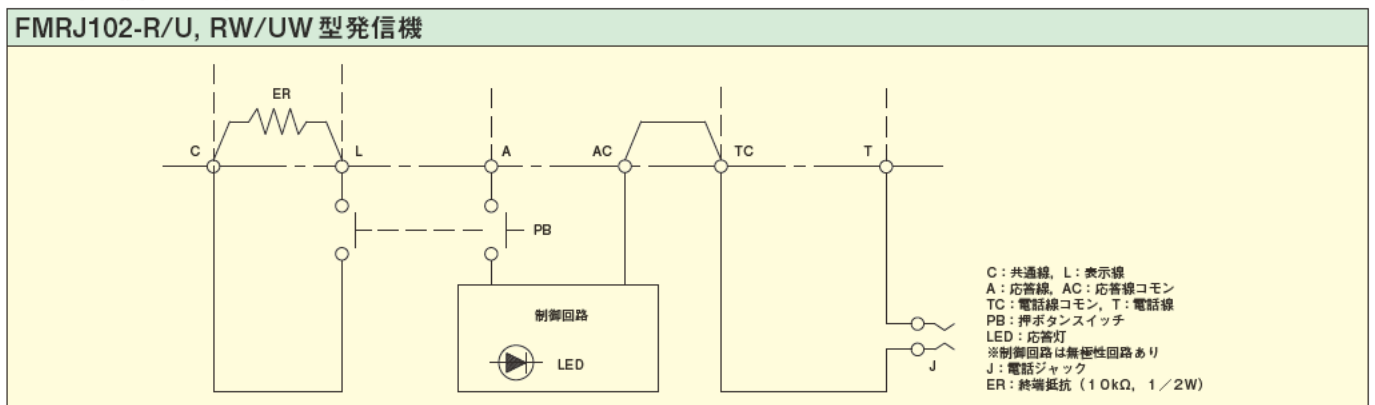 FMRJ102-R/U, RW/UW型発信機
ER
C
L
A
AC
TC
T
PB
制御回路
LED
J
C：共通線，L：表示線
A：応答線，AC：応答線コモン
TC：電話線コモン，T：電話線
PB：押ボタンスイッチ
LED：応答灯
※制御回路は無極性回路あり
J：電話ジャック
ER：終端抵抗（10kΩ，1／2W）